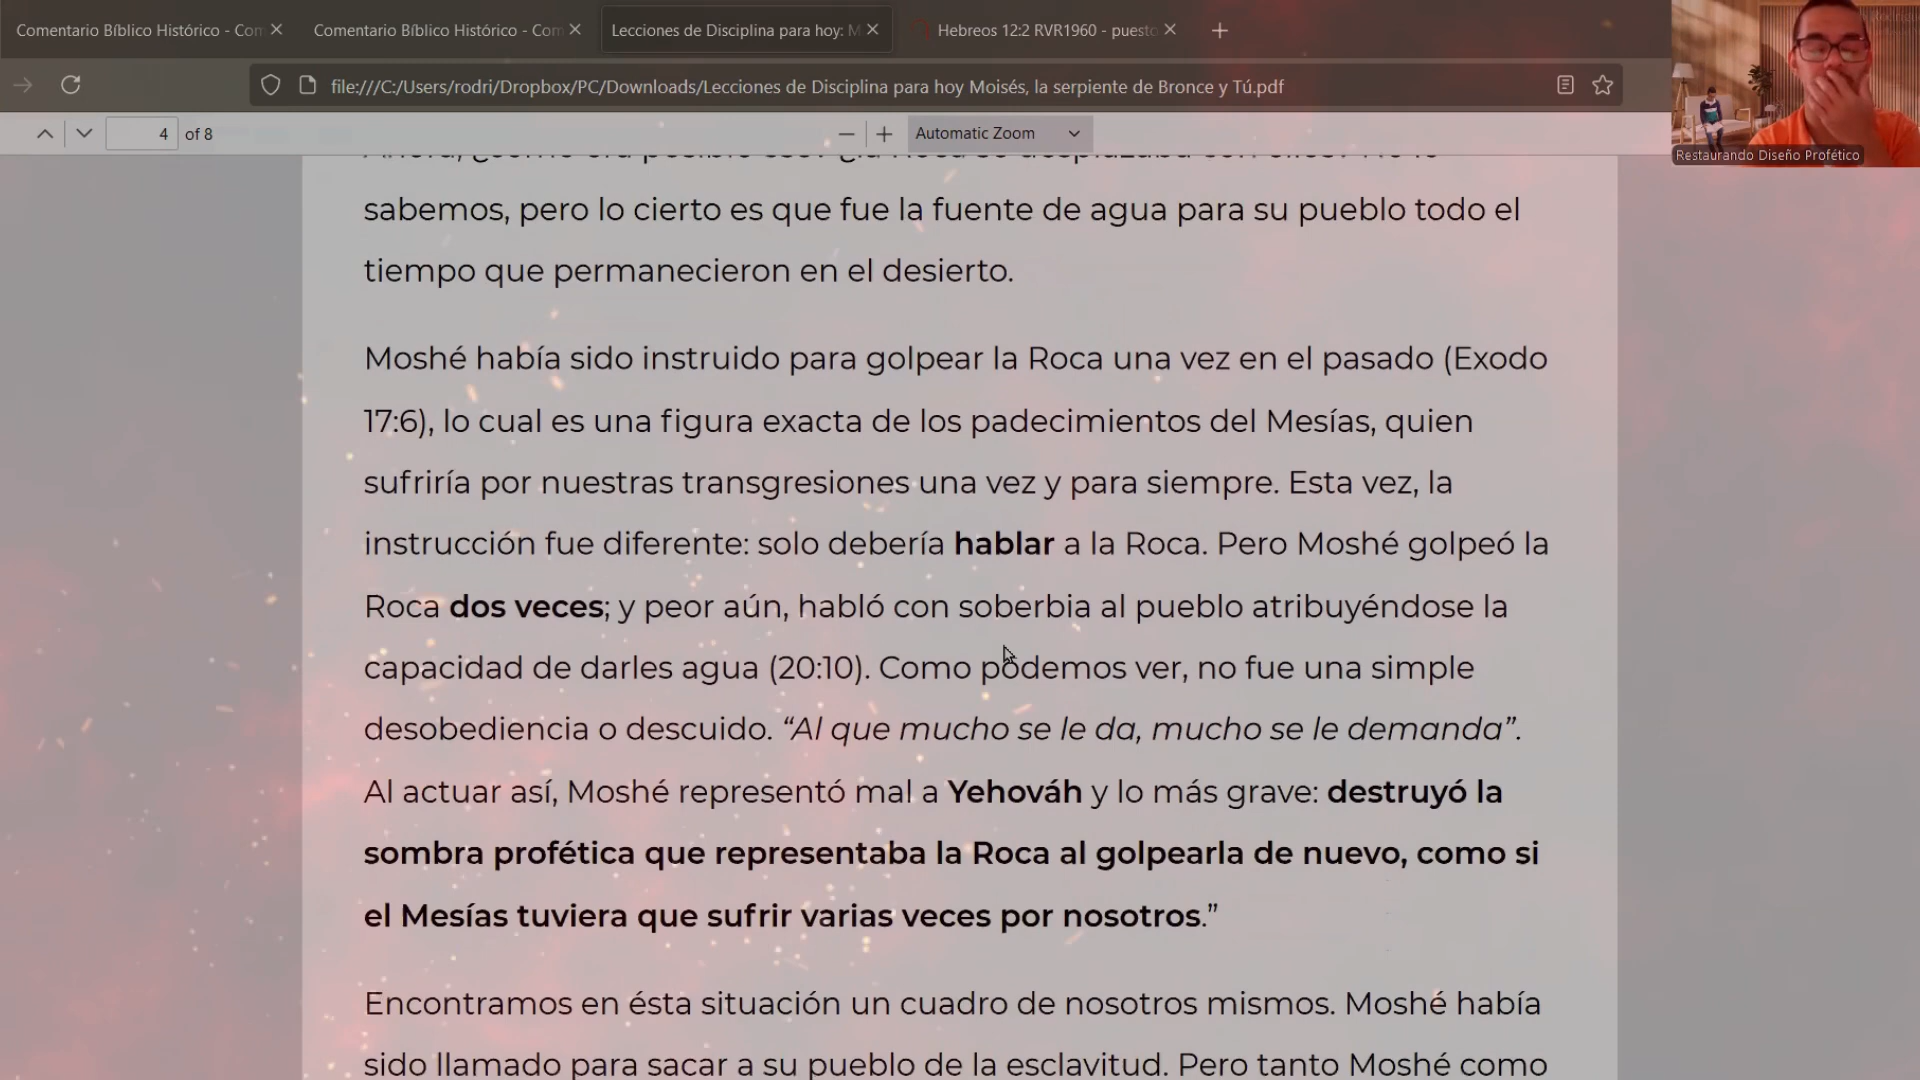 Comentario Bíblico Histórico - Com
Comentario Bíblico Histórico - Com
Lecciones de Disciplina para hoy: M
Hebreos 12:2 RVR1960 - puesto
file:///C:/Users/rodri/Dropbox/PC/Downloads/Lecciones de Disciplina para hoy Moisés, la serpiente de Bronce y Tú.pdf
4 of 8
Automatic Zoom
Restaurando Diseño Profético
sabemos, pero lo cierto es que fue la fuente de agua para su pueblo todo el
tiempo que permanecieron en el desierto.
Moshé había sido instruido para golpear la Roca una vez en el pasado (Exodo
17:6), lo cual es una figura exacta de los padecimientos del Mesías, quien
sufriría por nuestras transgresiones una vez y para siempre. Esta vez, la
instrucción fue diferente: solo debería hablar a la Roca. Pero Moshé golpeó la
Roca dos veces; y peor aún, habló con soberbia al pueblo atribuyéndose la
capacidad de darles agua (20:10). Como podemos ver, no fue una simple
desobediencia o descuido. “Al que mucho se le da, mucho se le demanda”.
Al actuar así, Moshé representó mal a Yehováh y lo más grave: destruyó la
sombra profética que representaba la Roca al golpearla de nuevo, como si
el Mesías tuviera que sufrir varias veces por nosotros.”
Encontramos en ésta situación un cuadro de nosotros mismos. Moshé había
sido llamado para sacar a su pueblo de la esclavitud. Pero tanto Moshé como